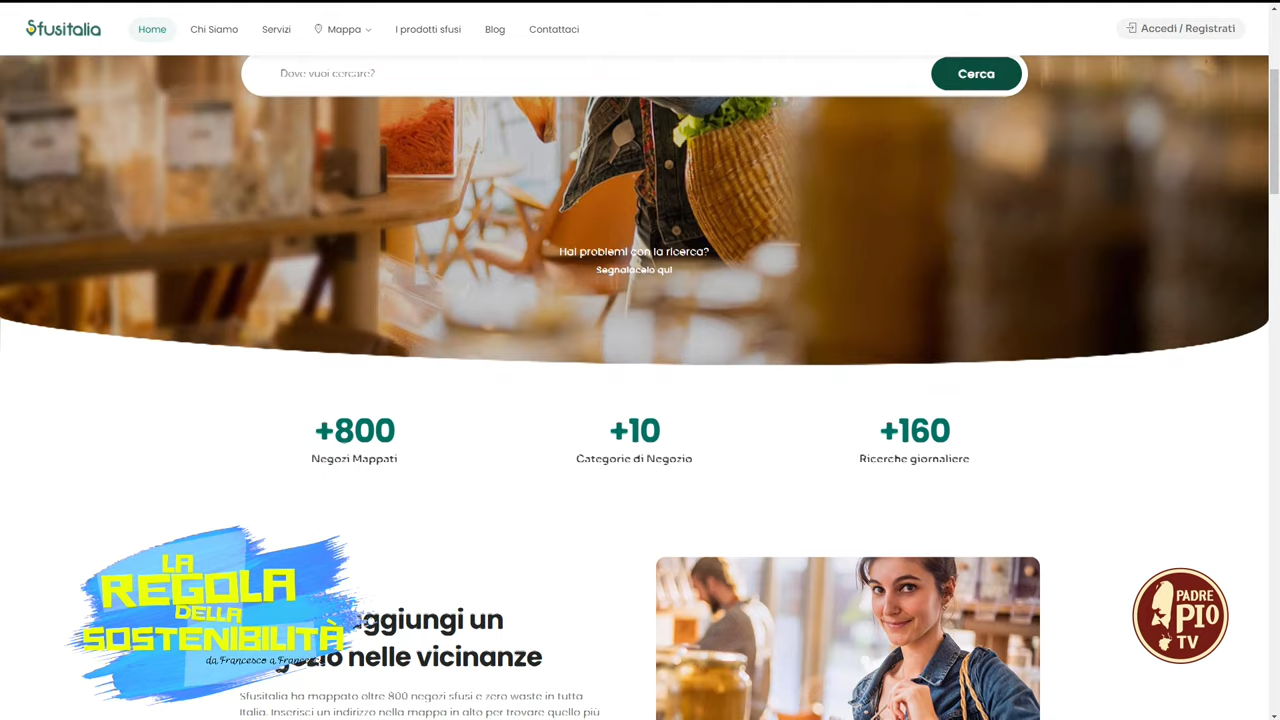 Sfusitalia
Home
Chi Siamo
Servizi
Mappa
I prodotti sfusi
Blog
Contattaci
Accedi / Registrati
Dove vuoi cercare?
Cerca
Hai problemi con la ricerca?
Segnalacelo qui
+800
Negozi Mappati
+10
Categorie di Negozio
+160
Ricerche giornaliere
LA
REGOLA
DELLA
SOSTENIBILITÀ
da Francesco a Francesco
aggiungi un
nelle vicinanze
Sfusitalia ha mappato oltre 800 negozi sfusi e zero waste in tutta
Italia. Inserisci un indirizzo nella mappa in alto per trovare quello più
PADRE
PIO
TV